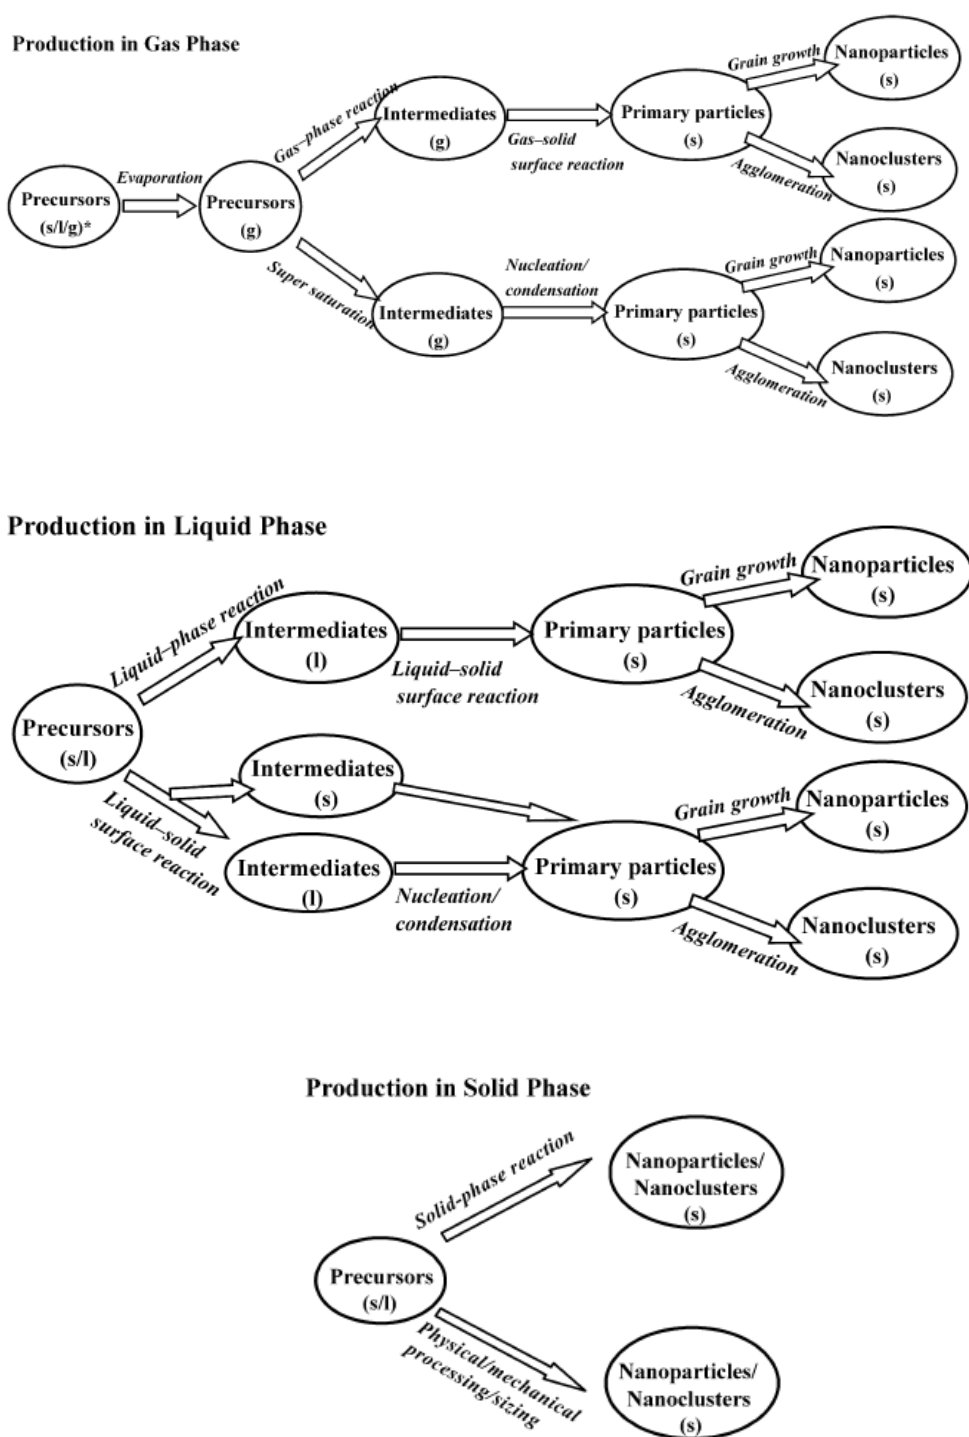 Production in Gas Phase
Precursors
(s/l/g)*
Evaporation
Precursors
(g)
Gas–phase reaction
Intermediates
(g)
Gas–solid
surface reaction
Primary particles
(s)
Grain growth
Nanoparticles
(s)
Agglomeration
Nanoclusters
(s)
Super saturation
Intermediates
(g)
Nucleation/
condensation
Primary particles
(s)
Grain growth
Nanoparticles
(s)
Agglomeration
Nanoclusters
(s)
Production in Liquid Phase
Precursors
(s/l)
Liquid–phase reaction
Intermediates
(l)
Liquid–solid
surface reaction
Primary particles
(s)
Grain growth
Nanoparticles
(s)
Agglomeration
Nanoclusters
(s)
Liquid–solid
surface reaction
Intermediates
(s)
Intermediates
(l)
Nucleation/
condensation
Primary particles
(s)
Grain growth
Nanoparticles
(s)
Agglomeration
Nanoclusters
(s)
Production in Solid Phase
Precursors
(s/l)
Solid-phase reaction
Nanoparticles/
Nanoclusters
(s)
Physical/mechanical
processing/sizing
Nanoparticles/
Nanoclusters
(s)